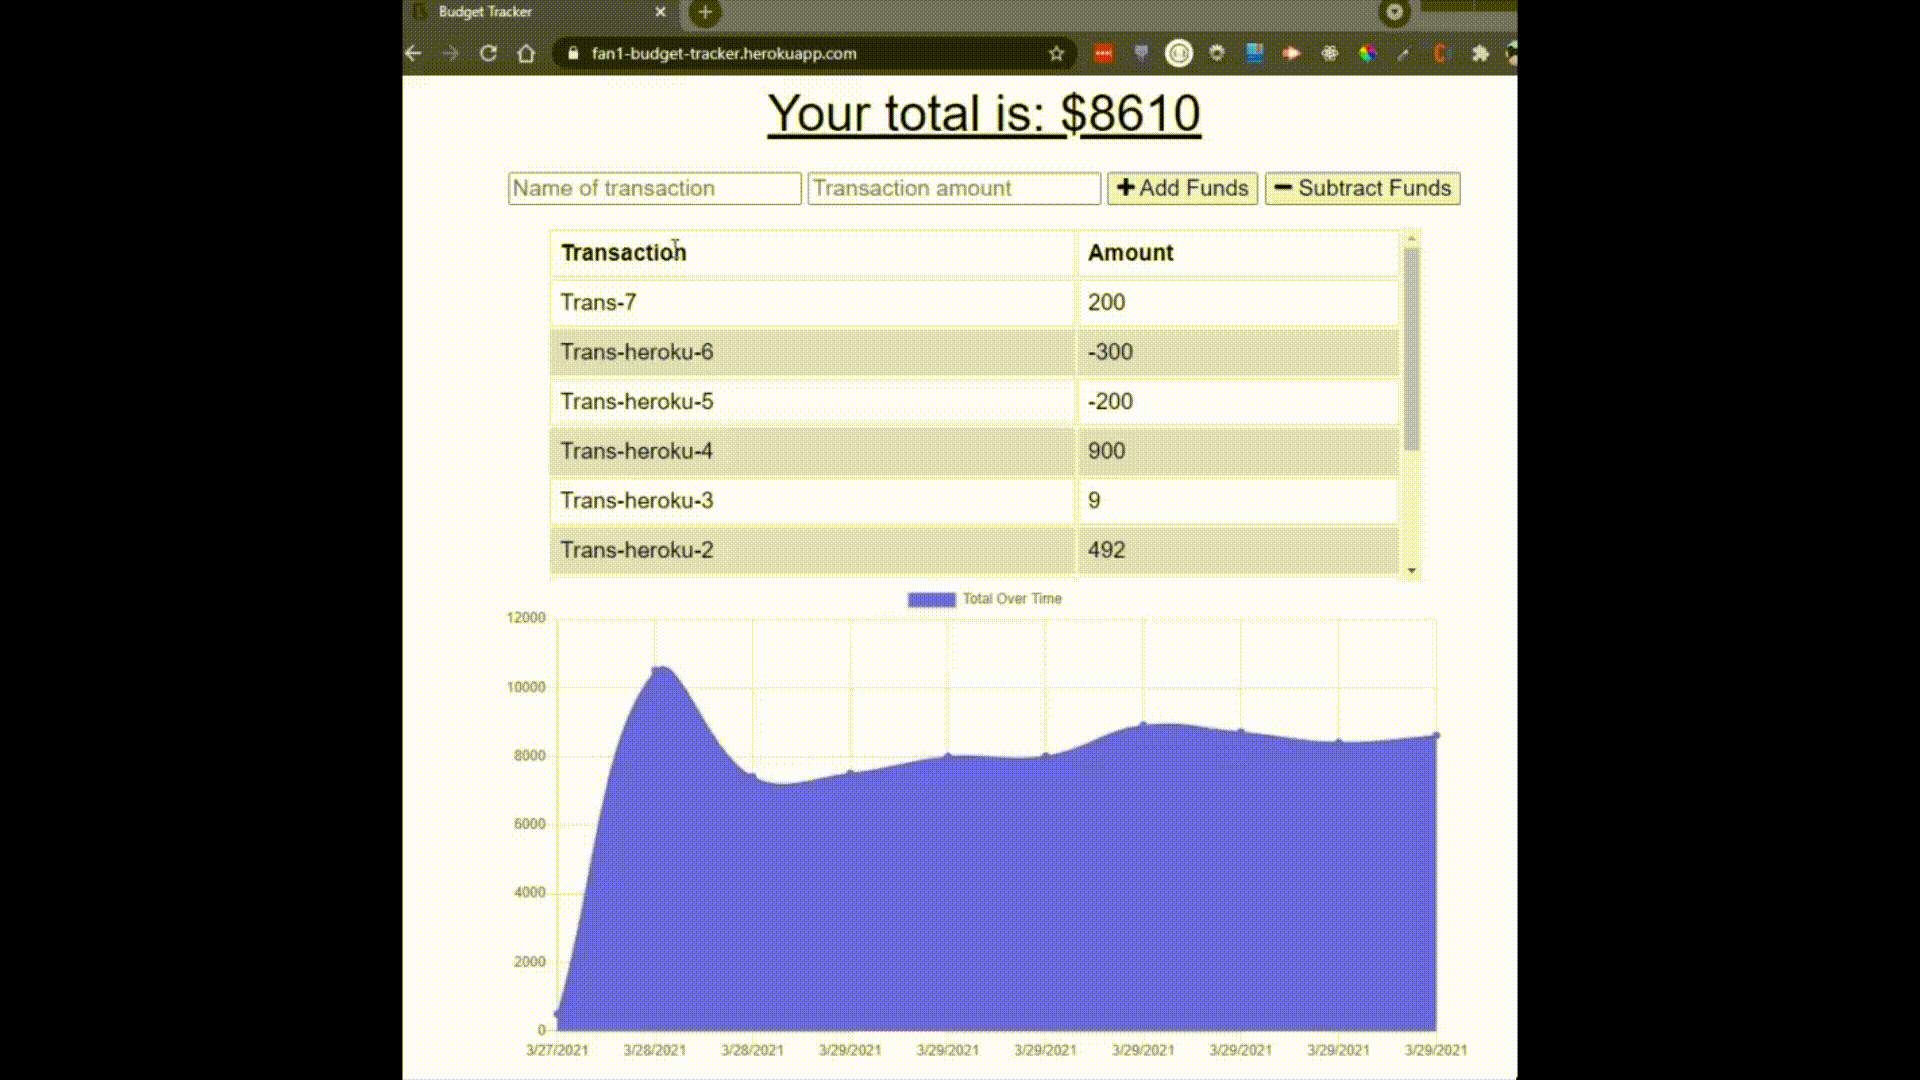 Budget Tracker
fan1-budget-tracker.herokuapp.com
Your total is: $8610
Name of transaction Transaction amount Add Funds Subtract Funds
Transaction Amount
Trans-7 200
Trans-heroku-6 -300
Trans-heroku-5 -200
Trans-heroku-4 900
Trans-heroku-3 9
Trans-heroku-2 492
Total Over Time
12000
10000
8000
6000
4000
2000
0
3/27/2021 3/28/2021 3/28/2021 3/29/2021 3/29/2021 3/29/2021 3/29/2021 3/29/2021 3/29/2021 3/29/2021